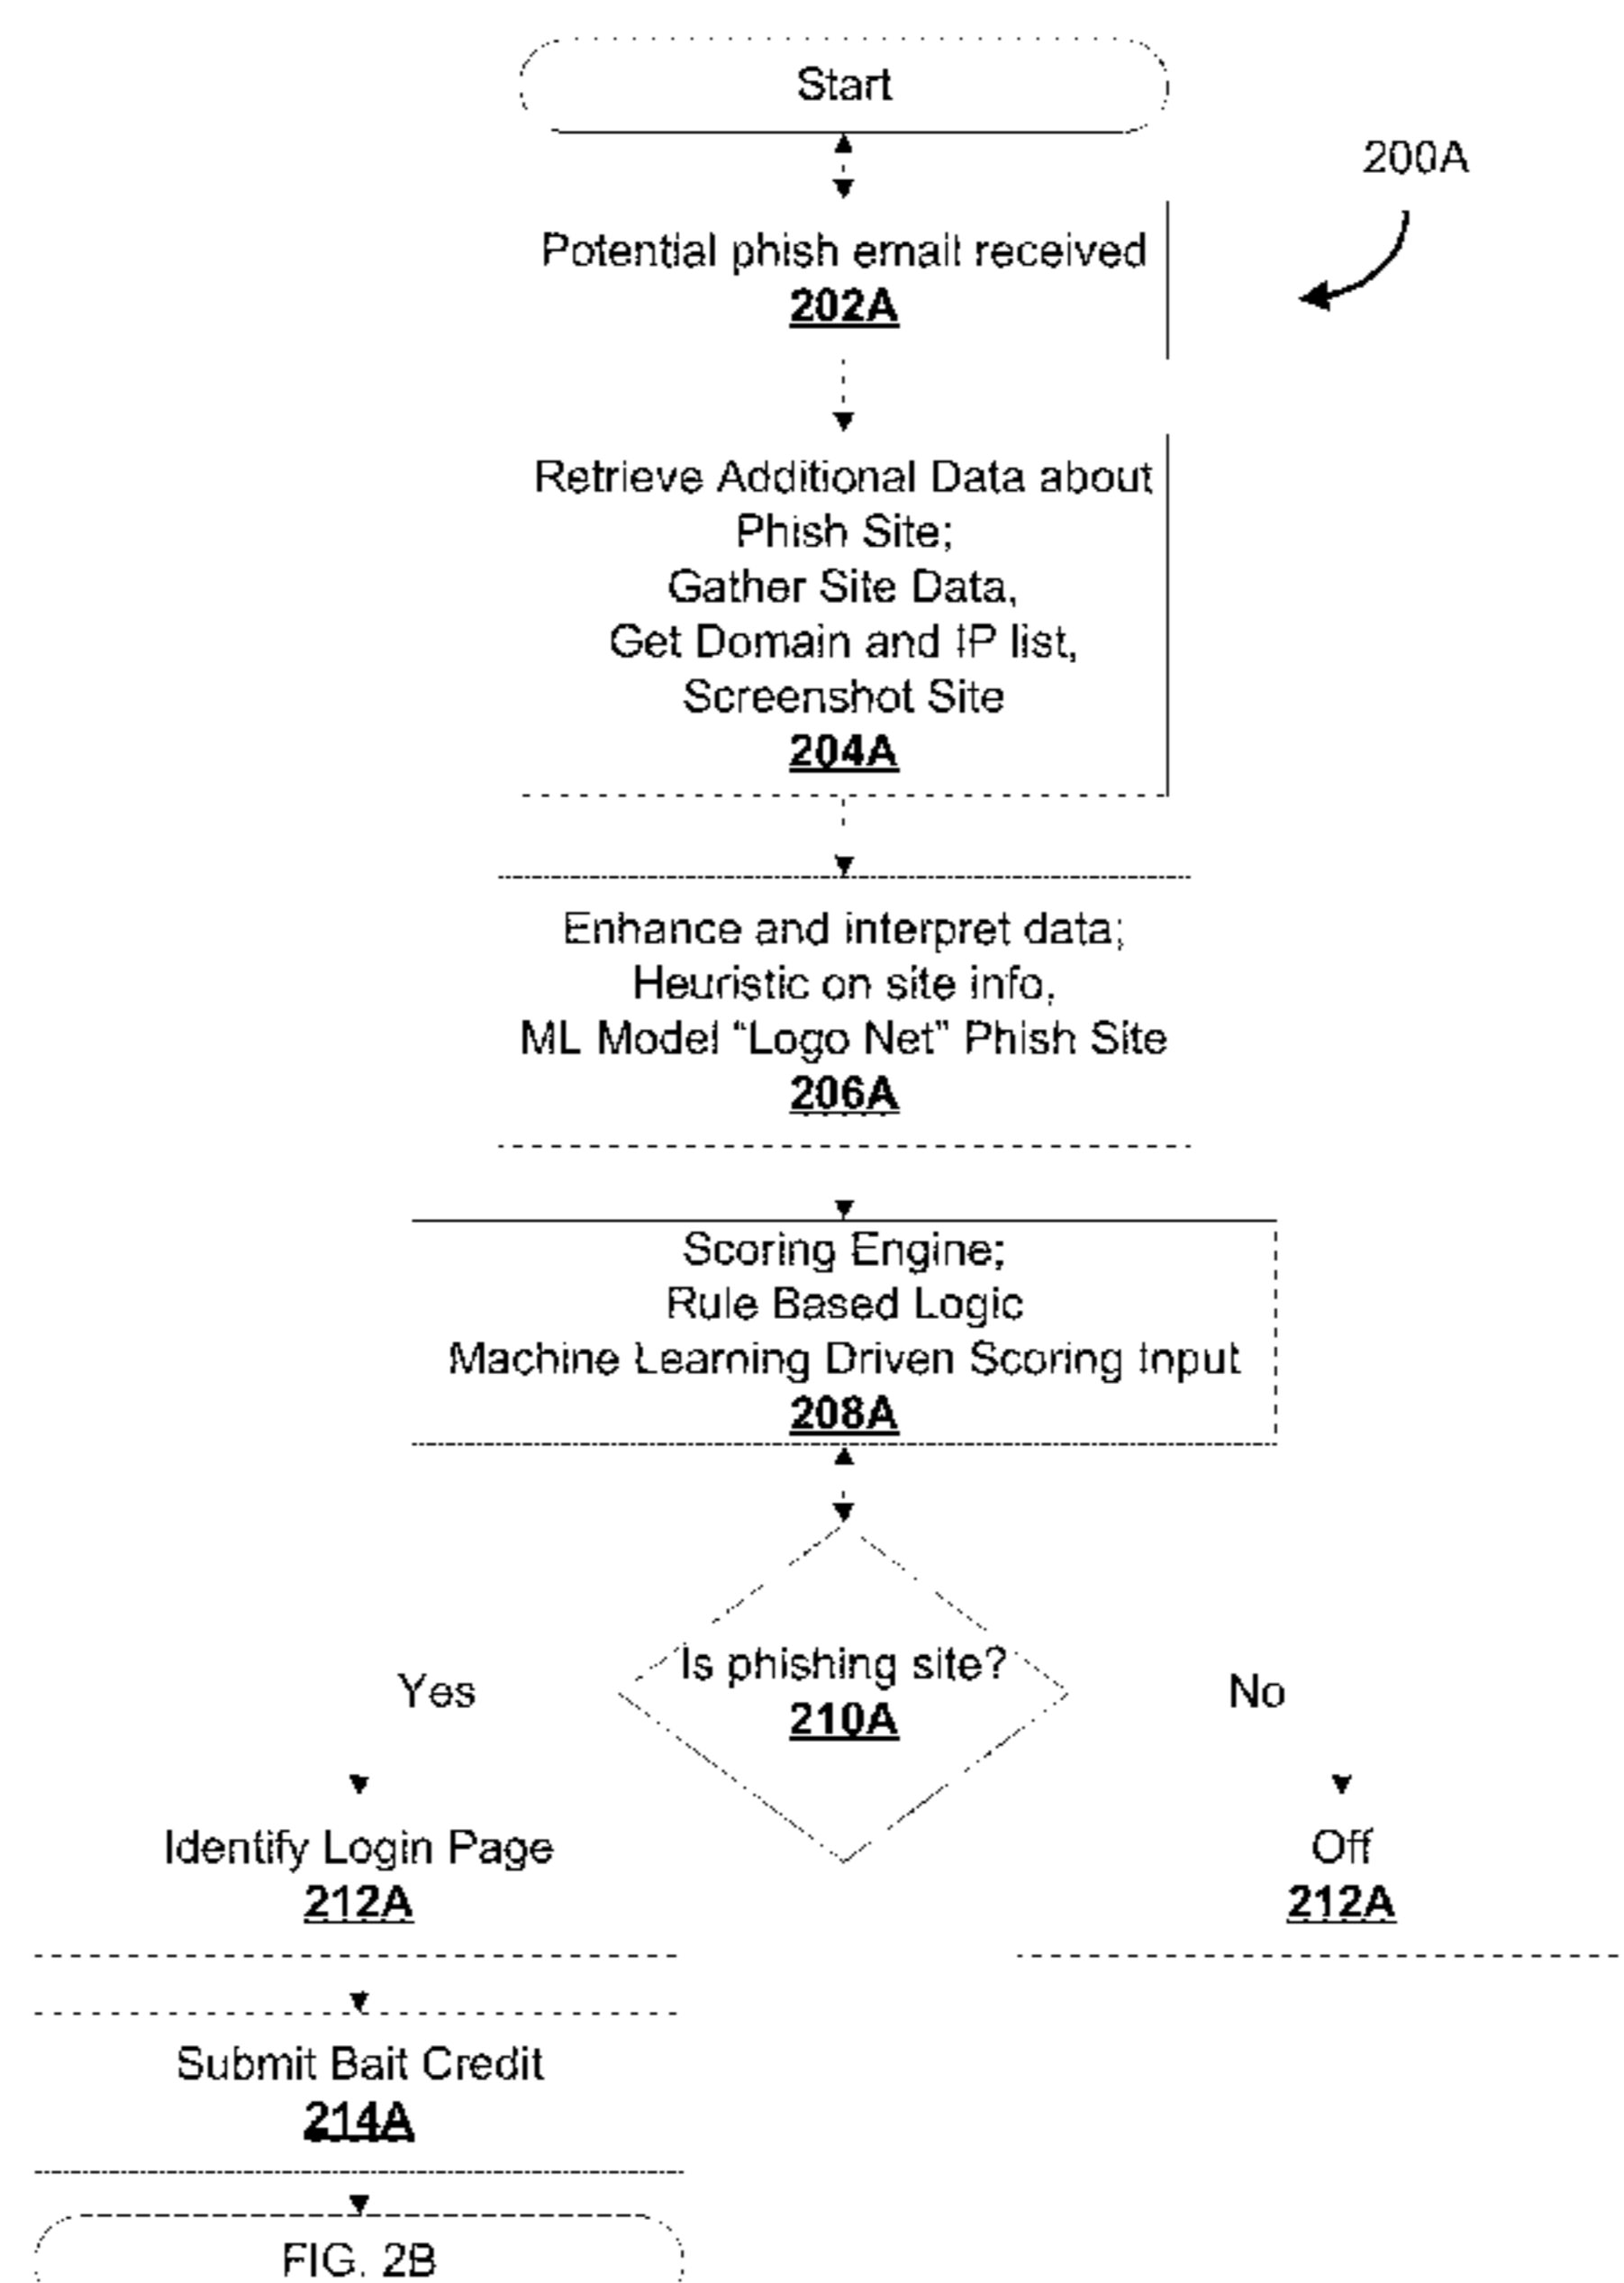 Start
200A
Potential phish email received
202A
Retrieve Additional Data about
Phish Site;
Gather Site Data,
Get Domain and IP list,
Screenshot Site
204A
Enhance and interpret data;
Heuristic on site info,
ML Model “Logo Net” Phish Site
206A
Scoring Engine;
Rule Based Logic
Machine Learning Driven Scoring Input
208A
Is phishing site?
210A
Yes
No
Identify Login Page
212A
Off
212A
Submit Bait Credit
214A
FIG. 2B